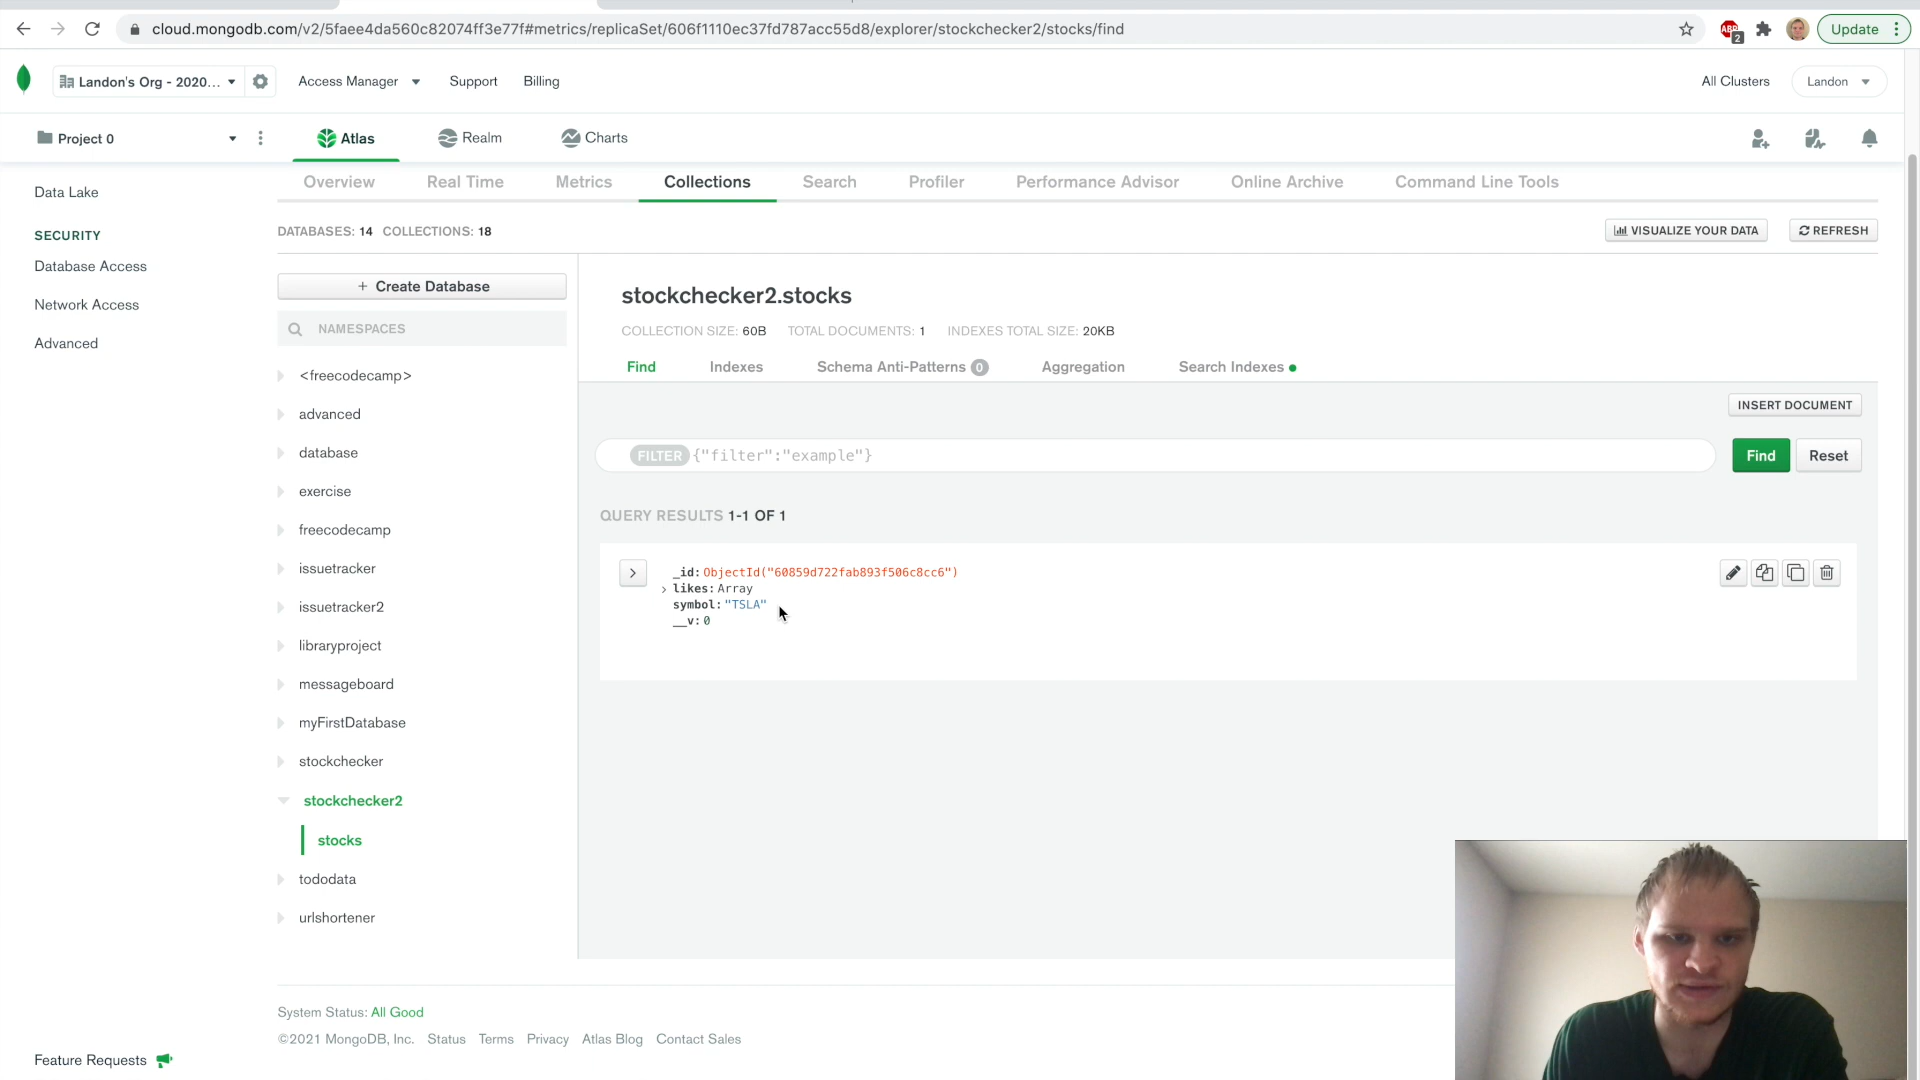 cloud.mongodb.com/v2/5faee4da560c82074ff3e77f#metrics/replicaSet/606f1110ec37fd787acc55d8/explorer/stockchecker2/stocks/find
ABP 2
Update
Landon's Org - 2020...
Access Manager
Support
Billing
All Clusters
Landon
Project 0
Atlas
Realm
Charts
Data Lake
SECURITY
Database Access
Network Access
Advanced
Overview
Real Time
Metrics
Collections
Search
Profiler
Performance Advisor
Online Archive
Command Line Tools
DATABASES: 14 COLLECTIONS: 18
VISUALIZE YOUR DATA
REFRESH
+ Create Database
NAMESPACES
<freecodecamp>
advanced
database
exercise
freecodecamp
issuetracker
issuetracker2
libraryproject
messageboard
myFirstDatabase
stockchecker
stockchecker2
stocks
tododata
urlshortener
stockchecker2.stocks
COLLECTION SIZE: 60B TOTAL DOCUMENTS: 1 INDEXES TOTAL SIZE: 20KB
Find
Indexes
Schema Anti-Patterns 0
Aggregation
Search Indexes
INSERT DOCUMENT
FILTER {"filter":"example"}
Find
Reset
QUERY RESULTS 1-1 OF 1
_id: ObjectId("60859d722fab893f506c8cc6")
likes: Array
symbol: "TSLA"
__v: 0
System Status: All Good
©2021 MongoDB, Inc. Status Terms Privacy Atlas Blog Contact Sales
Feature Requests